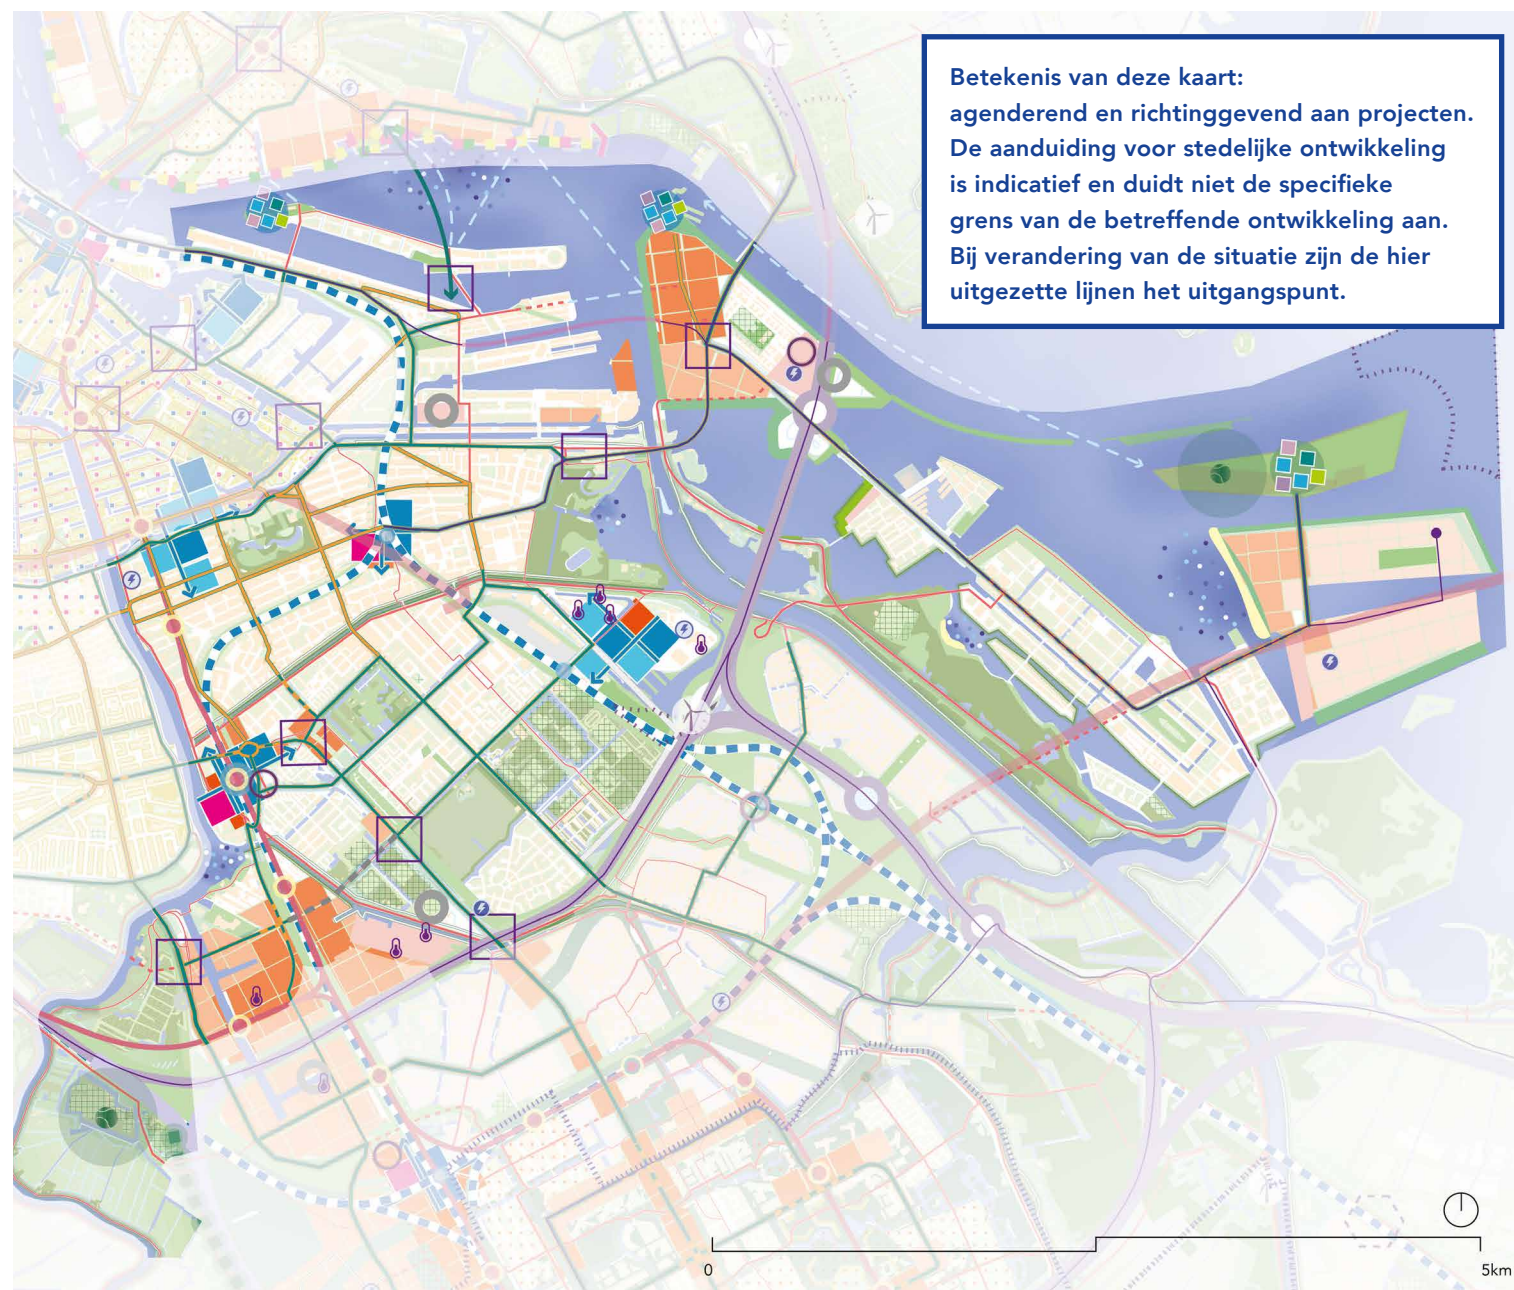 Betekenis van deze kaart:
agenderend en richtinggevend aan projecten.
De aanduiding voor stedelijke ontwikkeling
is indicatief en duidt niet de specifieke
grens van de betreffende ontwikkeling aan.
Bij verandering van de situatie zijn de hier
uitgezette lijnen het uitgangspunt.
0
5km